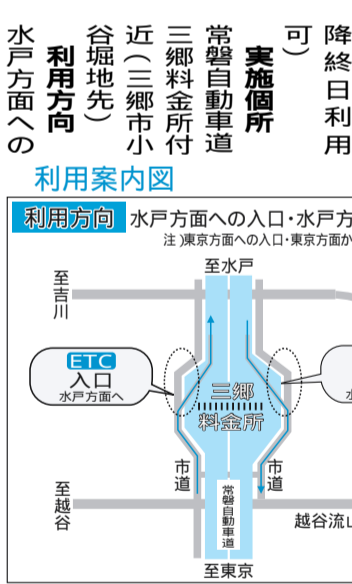 降終日利用
可)
実施個所
常磐自動車道
三郷料金所付
近(三郷市小
谷堀地先)
利用方向
水戸方面への
利用案内図
利用方向 水戸方面への入口・水戸方
注)東京方面への入口・東京方面か
至水戸
至吉川
ETC
入口
水戸方面へ
三郷
料金所
市道
市道
常磐自動車道
至越谷
越谷流山
至東京